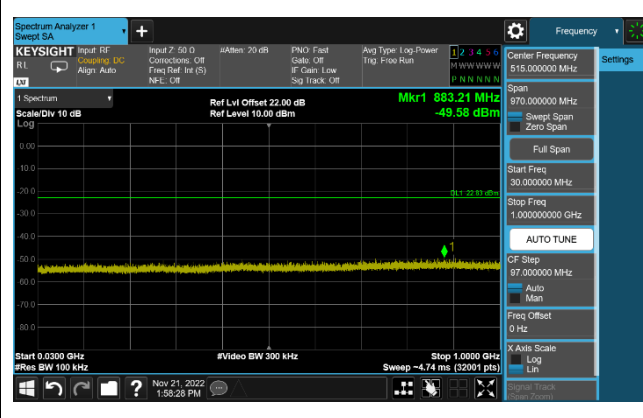 Spectrum Analyzer 1
Swept SA
Frequency
KEYSIGHT Input: RF
RL Coupling: DC
Align: Auto
LXI
Input Z: 50 Ω
Corrections: Off
Freq Ref: Int (S)
NFE: Off
#Atten: 20 dB
PNO: Fast
Gate: Off
IF Gain: Low
Sig Track: Off
Avg Type: Log-Power
Trig: Free Run
1 2 3 4 5 6
M W W W W W
P N N N N N
1 Spectrum
Scale/Div 10 dB
Ref Lvl Offset 22.00 dB
Ref Level 10.00 dBm
Mkr1 883.21 MHz
-49.58 dBm
Log
0.00
-10.0
-20.0
DL1 -22.83 dBm
-30.0
-40.0
1
-50.0
-60.0
-70.0
-80.0
Start 0.0300 GHz
#Res BW 100 kHz
#Video BW 300 kHz
Stop 1.0000 GHz
Sweep ~4.74 ms (32001 pts)
Nov 21, 2022
1:58:28 PM
Center Frequency
515.000000 MHz
Settings
Span
970.000000 MHz
Swept Span
Zero Span
Full Span
Start Freq
30.000000 MHz
Stop Freq
1.000000000 GHz
AUTO TUNE
CF Step
97.000000 MHz
Auto
Man
Freq Offset
0 Hz
X Axis Scale
Log
Lin
Signal Track
(Span Zoom)